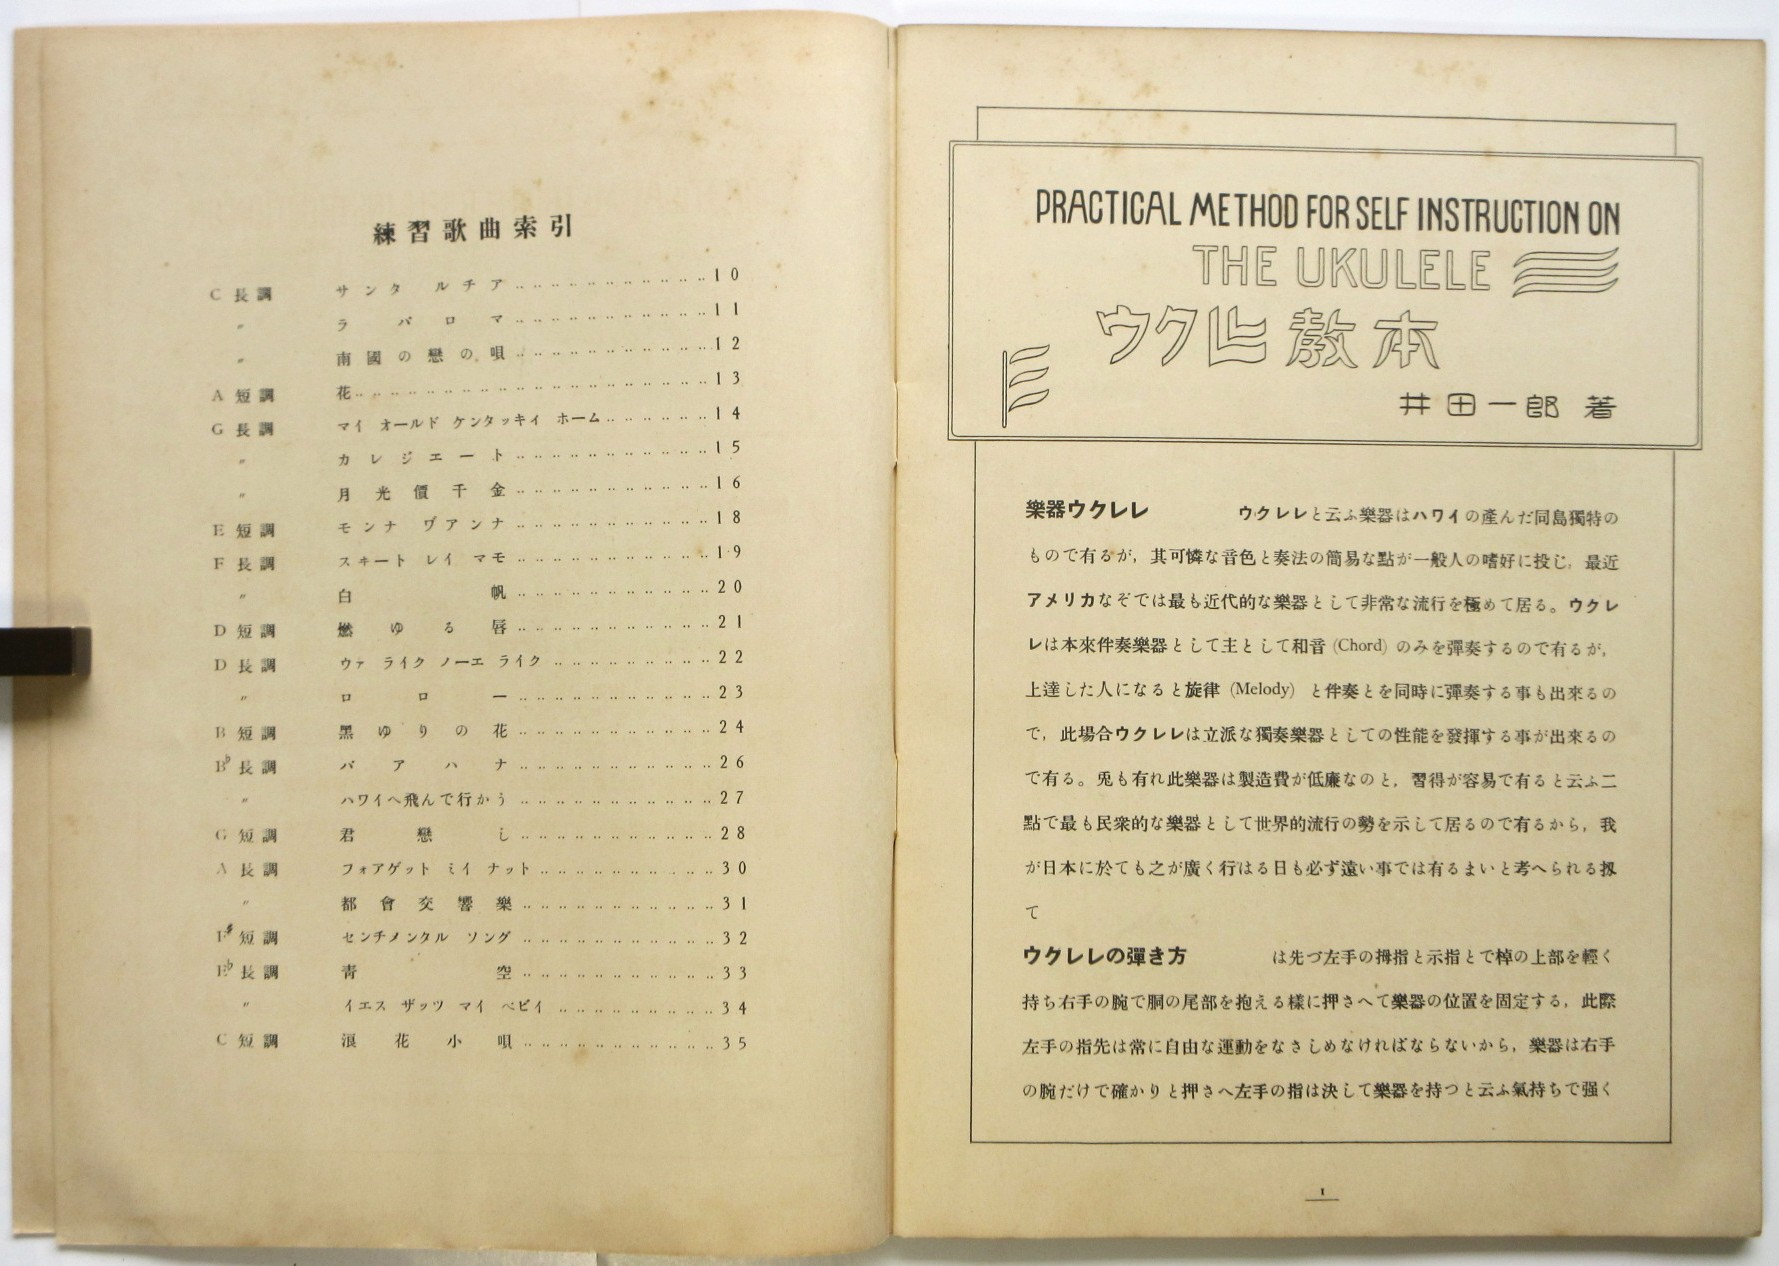 練習歌曲索引
C 長調 サンタ ルチア 10
〃 ラパロマ 11
〃 南國の戀の唄 12
A 短調 花 13
G 長調 マイ オールド ケンタッキイ ホーム 14
〃 カレジエート 15
〃 月光價千金 16
E 短調 モンナ ヴアンナ 18
F 長調 スヰート レイ マモ 19
〃 白帆 20
D 短調 燃ゆる唇 21
D 長調 ウァ ライク ノーエ ライク 22
〃 ロロー 23
B 短調 黑ゆりの花 24
B♭ 長調 パアハナ 26
〃 ハワイへ飛んで行かう 27
G 短調 君戀し 28
A 長調 フォアゲット ミイ ナット 30
〃 都會交響樂 31
F♯ 短調 センチメンタル ソング 32
E♭ 長調 靑空 33
〃 イエス ザッツ マイ ベビイ 34
C 短調 浪花小唄 35
PRACTICAL METHOD FOR SELF INSTRUCTION ON
THE UKULELE
ウクレレ教本
井田一郎 著
樂器ウクレレ ウクレレと云ふ樂器はハワイの產んだ同島獨特の
もので有るが，其可憐な音色と奏法の簡易な點が一般人の嗜好に投じ，最近
アメリカなぞでは最も近代的な樂器として非常な流行を極めて居る。ウクレ
レは本來伴奏樂器として主として和音 (Chord) のみを彈奏するので有るが，
上達した人になると旋律 (Melody) と伴奏とを同時に彈奏する事も出來るの
で，此場合ウクレレは立派な獨奏樂器としての性能を發揮する事が出來るの
で有る。兎も有れ此樂器は製造費が低廉なのと，習得が容易で有ると云ふ二
點で最も民衆的な樂器として世界的流行の勢を示して居るので有るから，我
が日本に於ても之が廣く行はる日も必ず遠い事では有るまいと考へられる扨
て
ウクレレの彈き方 は先づ左手の拇指と示指とで棹の上部を輕く
持ち右手の腕で胴の尾部を抱える樣に押さへて樂器の位置を固定する，此際
左手の指先は常に自由な運動をなさしめなければならないから，樂器は右手
の腕だけで確かりと押さへ左手の指は決して樂器を持つと云ふ氣持ちで强く
1